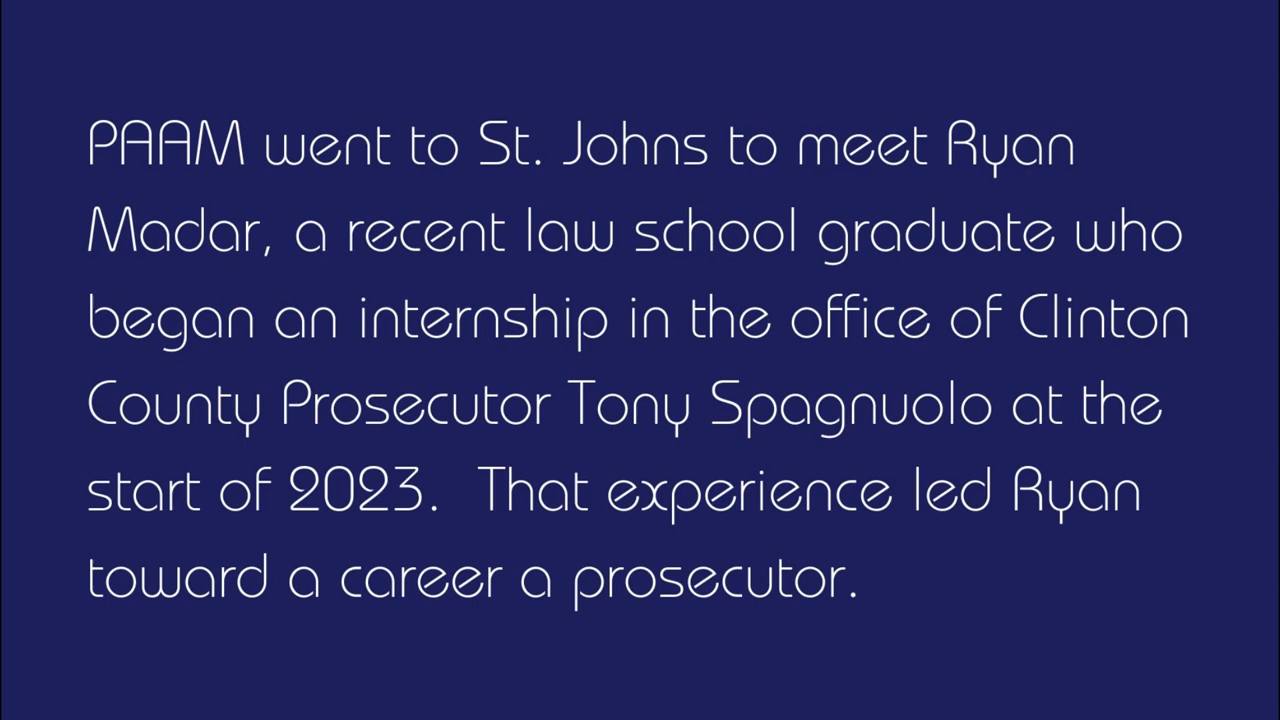 PAAM went to St. Johns to meet Ryan
Madar, a recent law school graduate who
began an internship in the office of Clinton
County Prosecutor Tony Spagnuolo at the
start of 2023.  That experience led Ryan
toward a career a prosecutor.